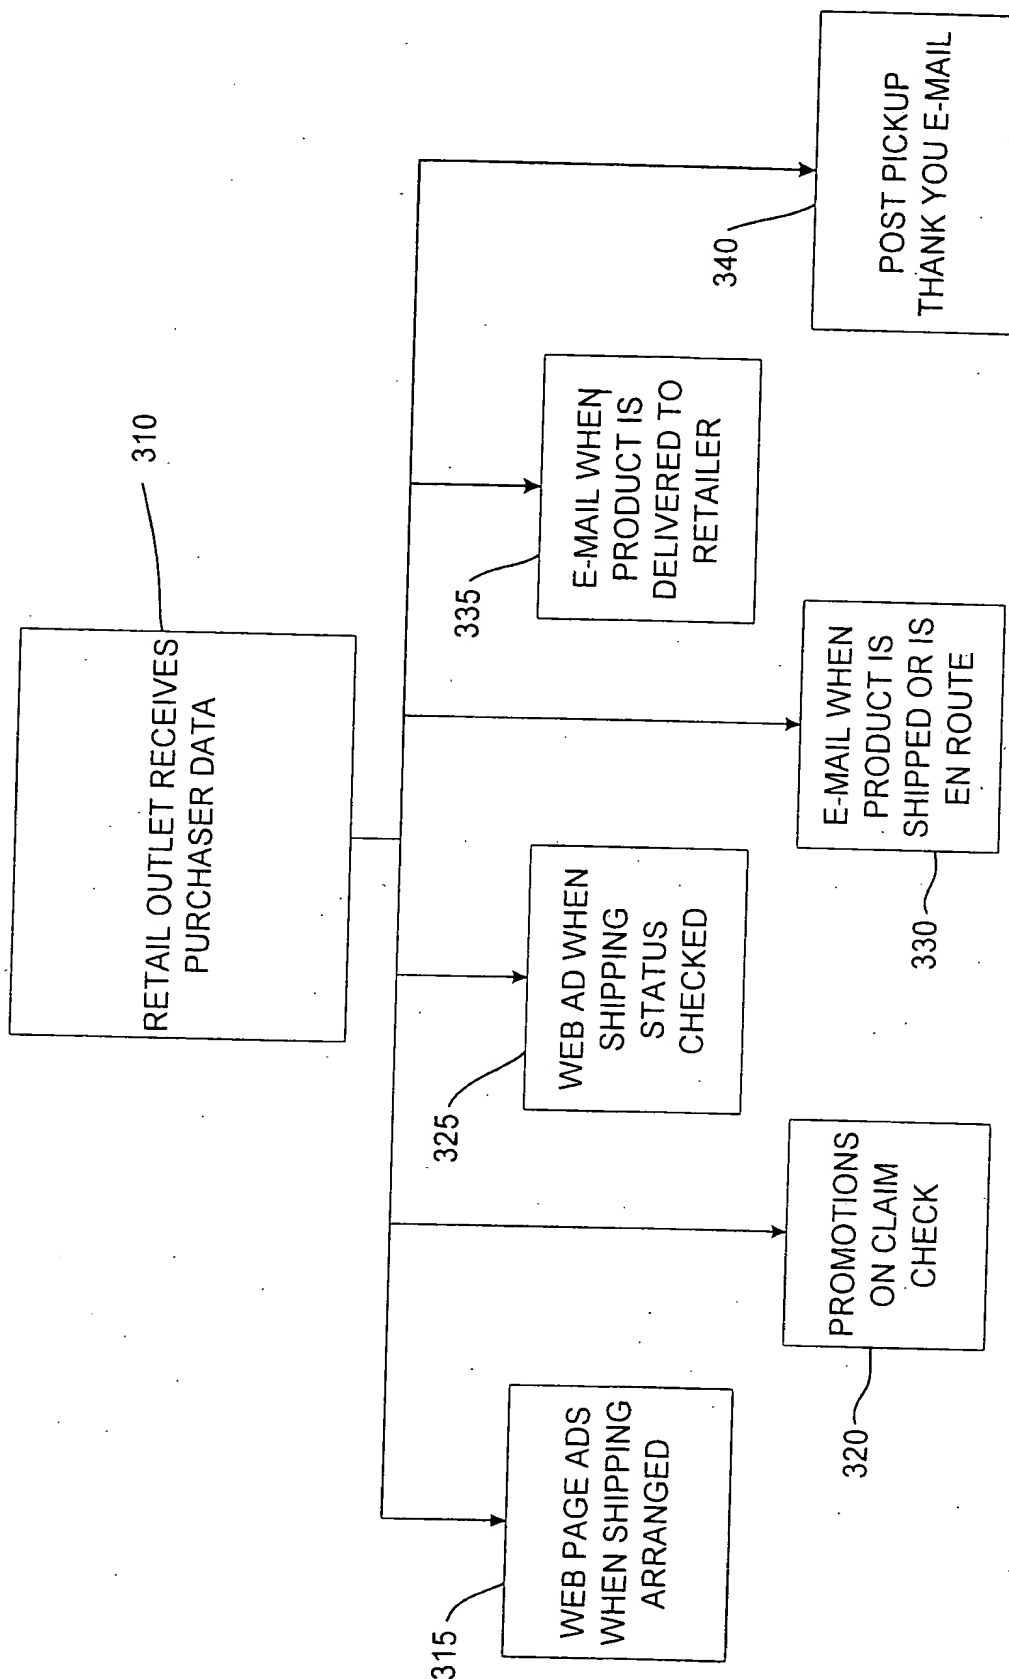 RETAIL OUTLET RECEIVES
PURCHASER DATA
310
315
WEB PAGE ADS
WHEN SHIPPING
ARRANGED
320
PROMOTIONS
ON CLAIM
CHECK
325
WEB AD WHEN
SHIPPING
STATUS
CHECKED
330
E-MAIL WHEN
PRODUCT IS
SHIPPED OR IS
EN ROUTE
335
E-MAIL WHEN
PRODUCT IS
DELIVERED TO
RETAILER
340
POST PICKUP
THANK YOU E-MAIL